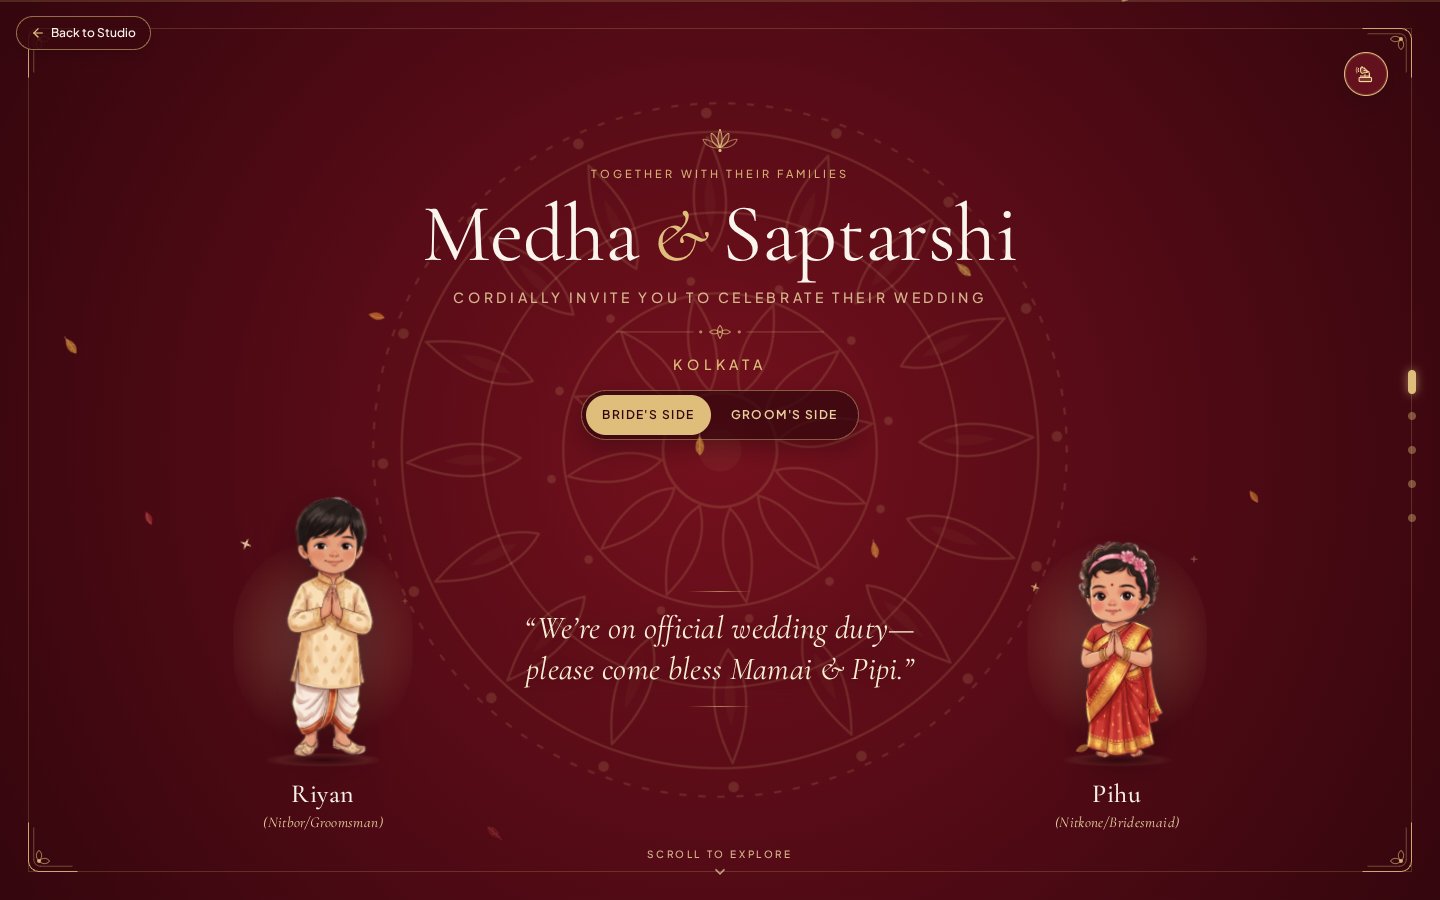 Back to Studio
TOGETHER WITH THEIR FAMILIES
Medha & Saptarshi
CORDIALLY INVITE YOU TO CELEBRATE THEIR WEDDING
KOLKATA
BRIDE'S SIDE
GROOM'S SIDE
“We’re on official wedding duty—
please come bless Mamai & Pipi.”
Riyan
(Nitbor/Groomsman)
Pihu
(Nitkone/Bridesmaid)
SCROLL TO EXPLORE